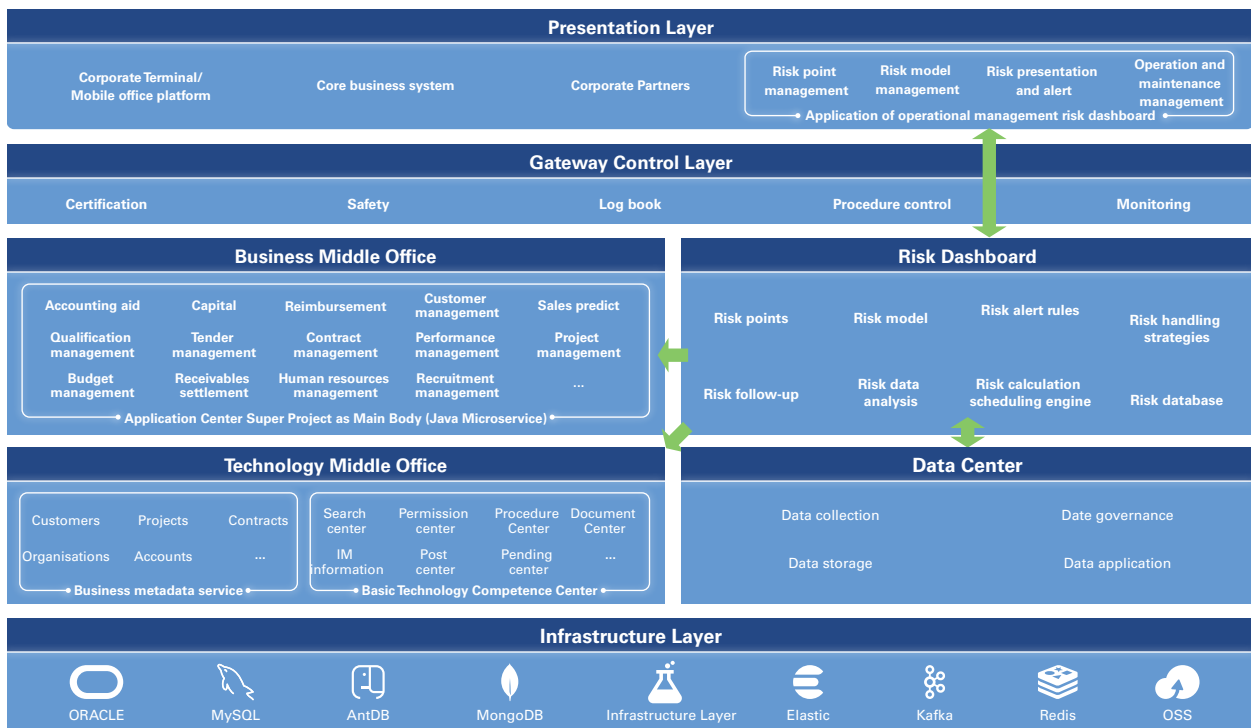 Presentation Layer
Corporate Terminal/
Mobile office platform
Core business system
Corporate Partners
Risk point
management
Risk model
management
Risk presentation
and alert
Operation and
maintenance
management
Application of operational management risk dashboard
Gateway Control Layer
Certification
Safety
Log book
Procedure control
Monitoring
Business Middle Office
Accounting aid
Capital
Reimbursement
Customer
management
Sales predict
Qualification
management
Tender
management
Contract
management
Performance
management
Project
management
Budget
management
Receivables
settlement
Human resources
management
Recruitment
management
...
Application Center Super Project as Main Body (Java Microservice)
Risk Dashboard
Risk points
Risk model
Risk alert rules
Risk handling
strategies
Risk follow-up
Risk data
analysis
Risk calculation
scheduling engine
Risk database
Technology Middle Office
Customers
Projects
Contracts
Organisations
Accounts
...
Business metadata service
Search
center
Permission
center
Procedure
Center
Document
Center
IM
information
Post
center
Pending
center
...
Basic Technology Competence Center
Data Center
Data collection
Date governance
Data storage
Data application
Infrastructure Layer
ORACLE
MySQL
AntDB
MongoDB
Infrastructure Layer
Elastic
Kafka
Redis
OSS